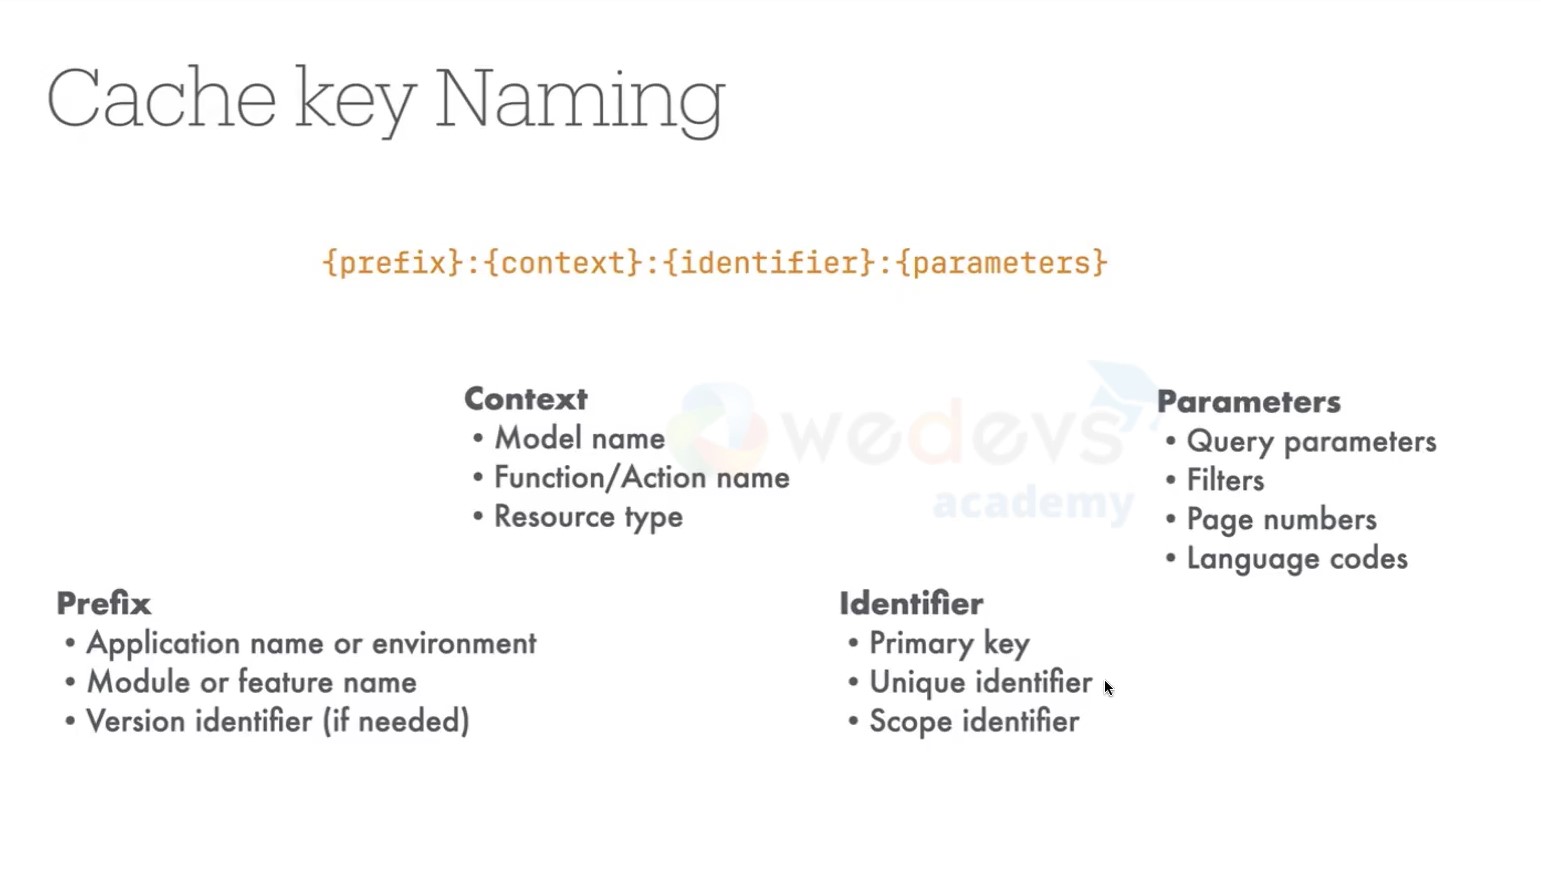 Cache key Naming
{prefix}:{context}:{identifier}:{parameters}
Context
• Model name
• Function/Action name
• Resource type
Parameters
• Query parameters
• Filters
• Page numbers
• Language codes
wedevs
academy
Prefix
• Application name or environment
• Module or feature name
• Version identifier (if needed)
Identifier
• Primary key
• Unique identifier
• Scope identifier